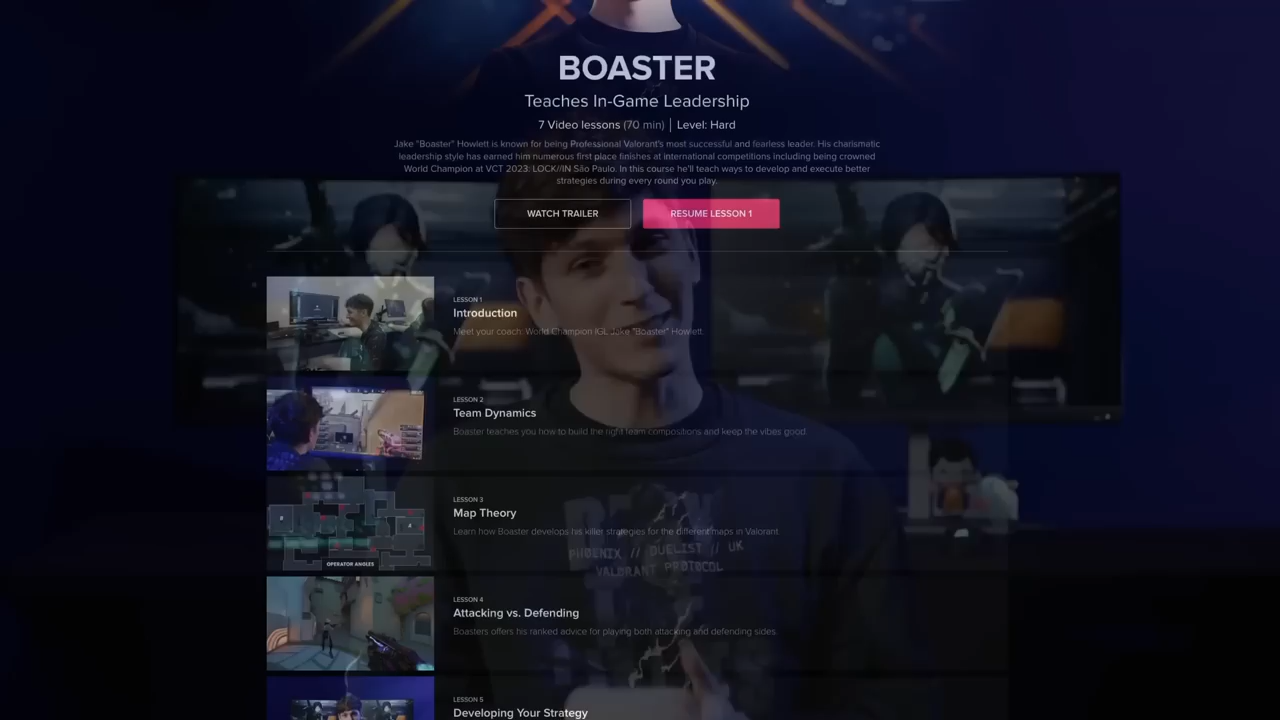 BOASTER
Teaches In-Game Leadership
7 Video lessons (70 min) | Level: Hard
Jake "Boaster" Howlett is known for being Professional Valorant's most successful and fearless leader. His charismatic
leadership style has earned him numerous first place finishes at international competitions including being crowned
World Champion at VCT 2023: LOCK//IN São Paulo. In this course he'll teach ways to develop and execute better
strategies during every round you play.
WATCH TRAILER
RESUME LESSON 1
LESSON 1
Introduction
Meet your coach: World Champion IGL Jake "Boaster" Howlett
LESSON 2
Team Dynamics
Boaster teaches you how to build the right team compositions and keep the vibes good.
LESSON 3
Map Theory
Learn how Boaster develops his killer strategies for the different maps in Valorant
OPERATOR ANGLES
PHOENIX // DUELIST // UK
VALORANT PROTOCOL
LESSON 4
Attacking vs. Defending
Boasters offers his ranked advice for playing both attacking and defending sides.
LESSON 5
Developing Your Strategy